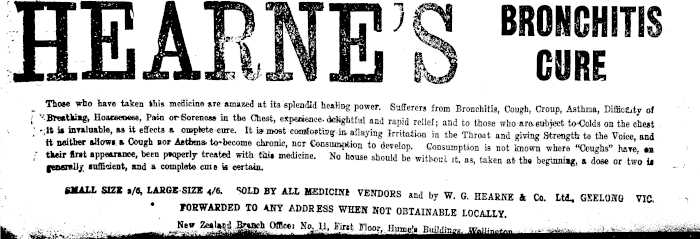 HEARNE'S BRONCHITIS CURE
Those who have taken this medicine are amazed at its splendid healing power. Sufferers from Bronchitis, Cough, Croup, Asthma, Difficulty of
Breathing, Hoarseness, Pain or Soreness in the Chest, experience delightful and rapid relief; and to those who are subject to Colds on the chest
it is invaluable, as it effects a complete cure. It is most comforting in allaying Irritation in the Throat and giving Strength to the Voice, and
it neither allows a Cough nor Asthma to become chronic, nor Consumption to develop. Consumption is not known where "Coughs" have, on
their first appearance, been properly treated with this medicine. No house should be without it, as, taken at the beginning, a dose or two is
generally sufficient, and a complete cure is certain.
SMALL SIZE 2/6, LARGE SIZE 4/6. SOLD BY ALL MEDICINE VENDORS and by W. G. HEARNE & Co. Ltd., GEELONG VIC.
FORWARDED TO ANY ADDRESS WHEN NOT OBTAINABLE LOCALLY.
New Zealand Branch Office: No. 11, First Floor, Hume's Buildings, Wellington